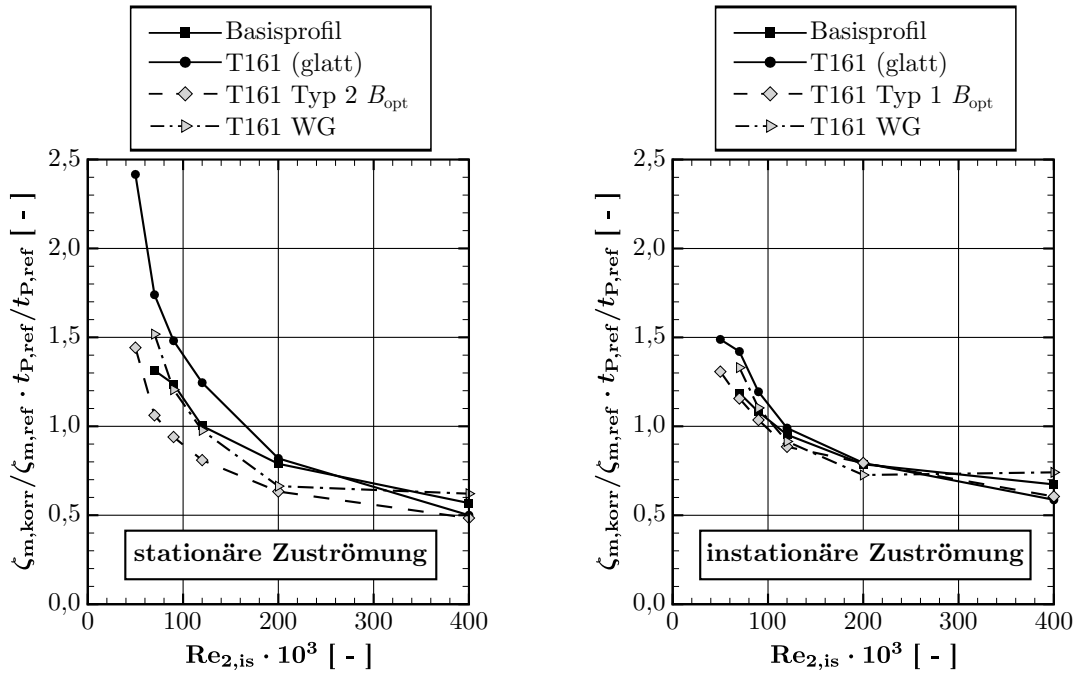 Basisprofil
T161 (glatt)
T161 Typ 2 B_opt
T161 WG
2,5
2,0
1,5
1,0
0,5
0,0
ζ_m,korr/ζ_m,ref · t_P,ref/t_P,ref [ - ]
stationäre Zuströmung
0 100 200 300 400
Re_2,is · 10³ [ - ]
Basisprofil
T161 (glatt)
T161 Typ 1 B_opt
T161 WG
2,5
2,0
1,5
1,0
0,5
0,0
ζ_m,korr/ζ_m,ref · t_P,ref/t_P,ref [ - ]
instationäre Zuströmung
0 100 200 300 400
Re_2,is · 10³ [ - ]